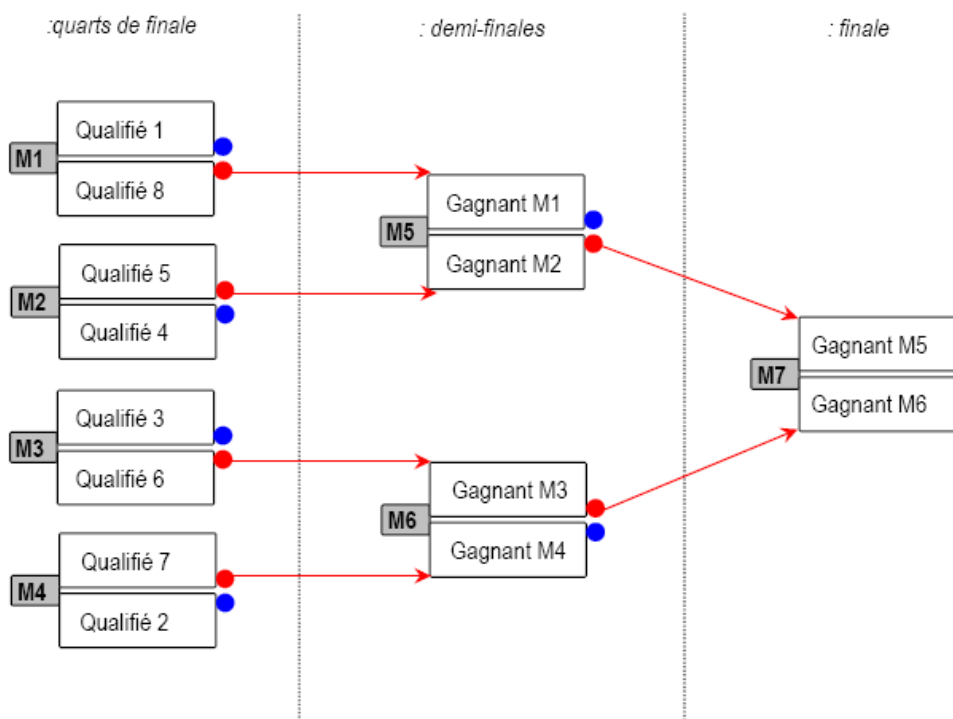 :quarts de finale
: demi-finales
: finale
Qualifié 1
M1
Qualifié 8
Qualifié 5
M2
Qualifié 4
Qualifié 3
M3
Qualifié 6
Qualifié 7
M4
Qualifié 2
Gagnant M1
M5
Gagnant M2
Gagnant M3
M6
Gagnant M4
Gagnant M5
M7
Gagnant M6